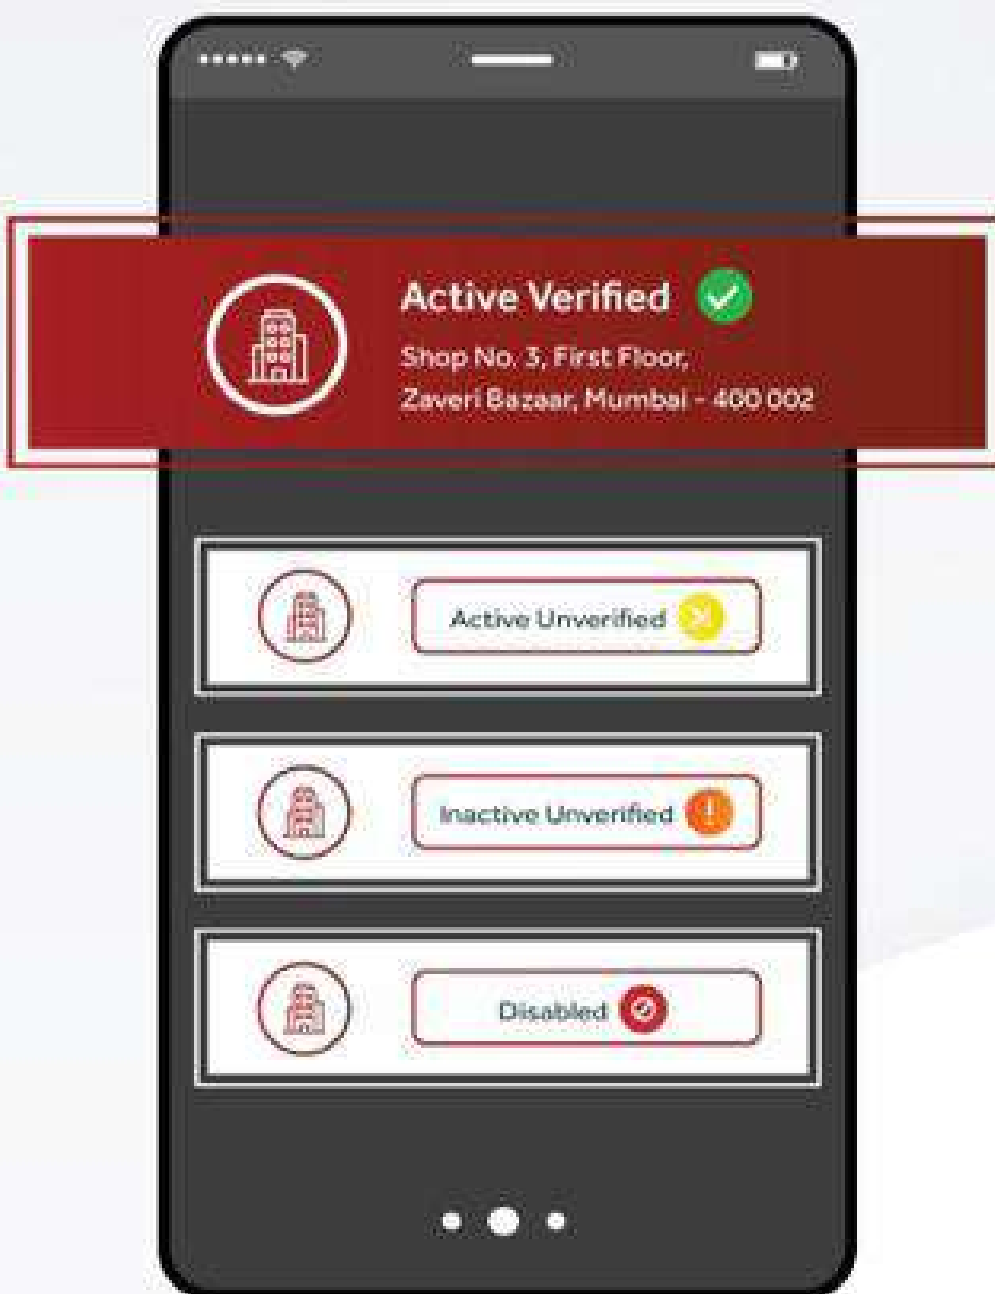 Active Verified
Shop No. 3, First Floor,
Zaveri Bazaar, Mumbai - 400 002
Active Unverified
Inactive Unverified
Disabled